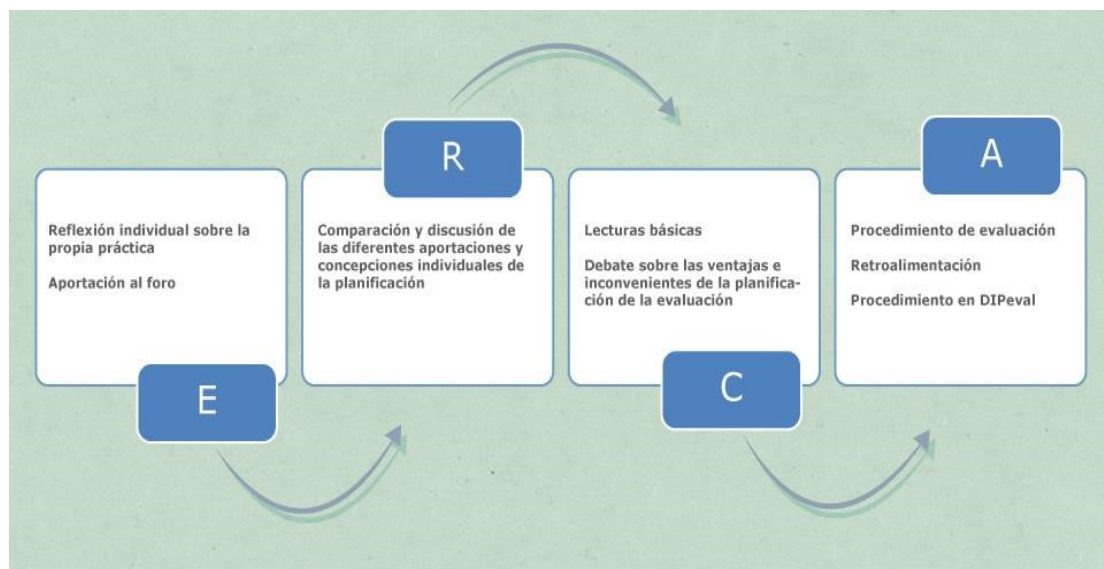 E
Reflexión individual sobre la
propia práctica
Aportación al foro
R
Comparación y discusión de
las diferentes aportaciones y
concepciones individuales de
la planificación
C
Lecturas básicas
Debate sobre las ventajas e
inconvenientes de la planifica-
ción de la evaluación
A
Procedimiento de evaluación
Retroalimentación
Procedimiento en DIPeval